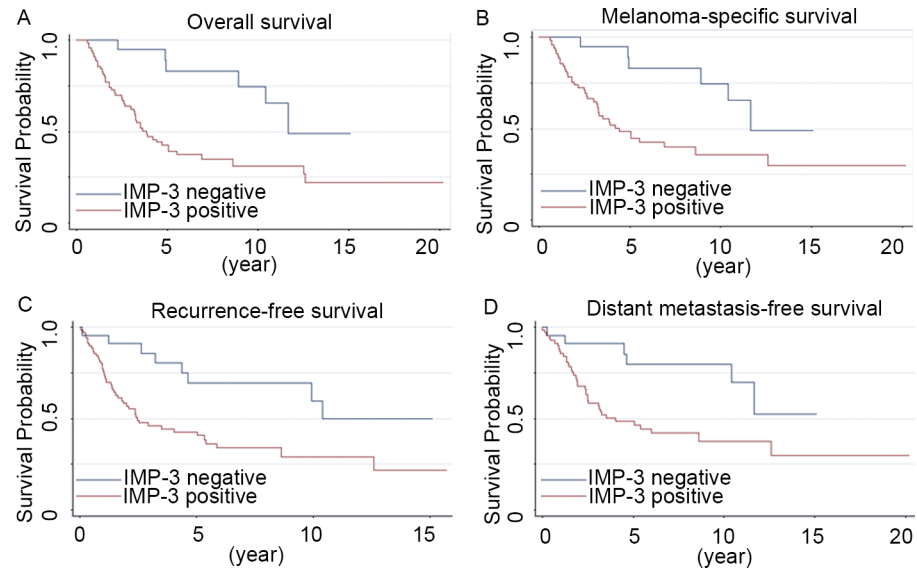 A
Overall survival
Survival Probability
1.0
0.5
0
IMP-3 negative
IMP-3 positive
0 5 10 15 20
(year)
B
Melanoma-specific survival
Survival Probability
1.0
0.5
0
IMP-3 negative
IMP-3 positive
0 5 10 15 20
(year)
C
Recurrence-free survival
Survival Probability
1.0
0.5
0
IMP-3 negative
IMP-3 positive
0 5 10 15
(year)
D
Distant metastasis-free survival
Survival Probability
1.0
0.5
0
IMP-3 negative
IMP-3 positive
0 5 10 15 20
(year)